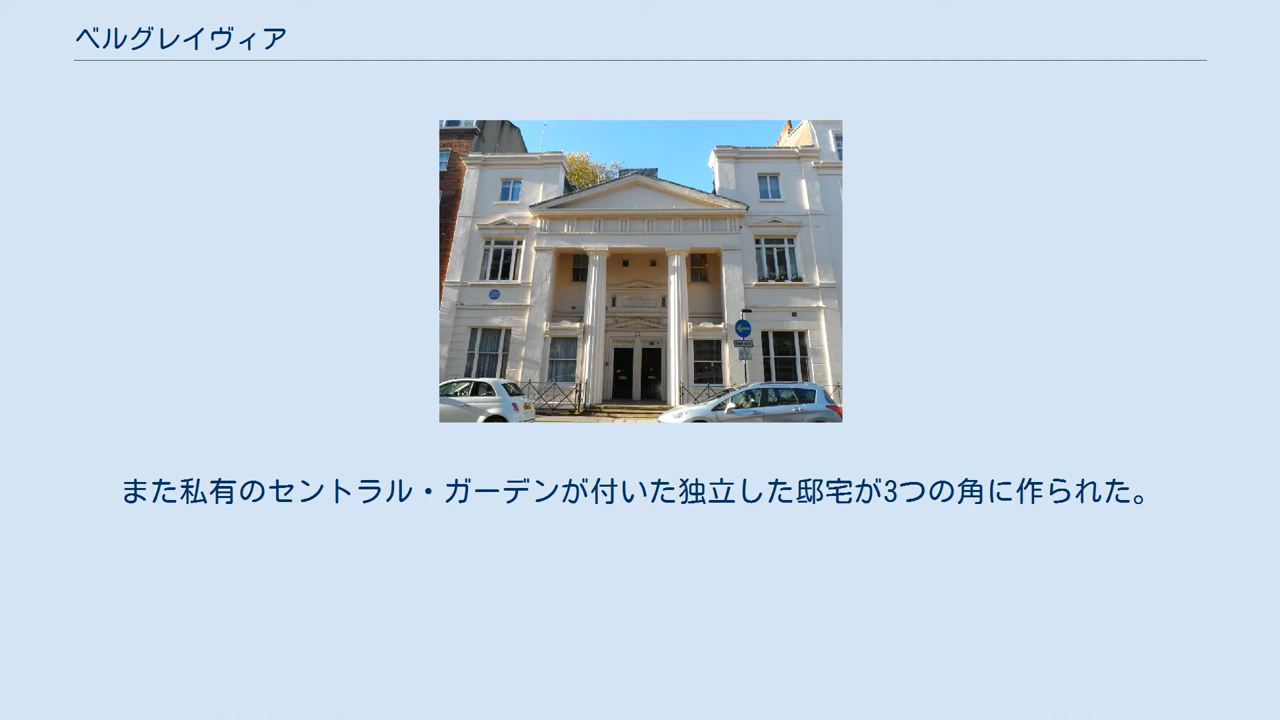 ベルグレイヴィア
また私有のセントラル・ガーデンが付いた独立した邸宅が3つの角に作られた。